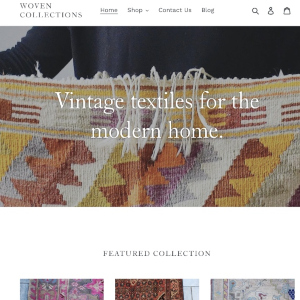 WOVEN
COLLECTIONS
Home Shop Contact Us Blog
Vintage textiles for the
modern home.
FEATURED COLLECTION